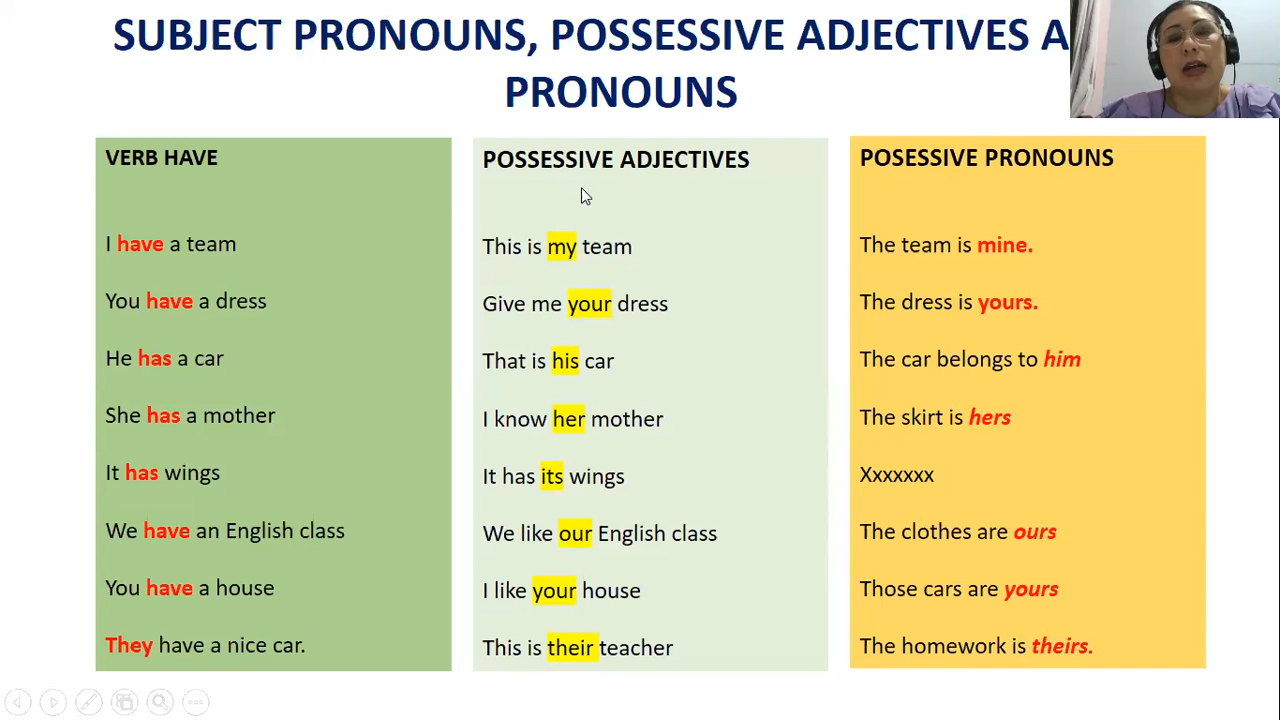 SUBJECT PRONOUNS, POSSESSIVE ADJECTIVES A
PRONOUNS
VERB HAVE
I have a team
You have a dress
He has a car
She has a mother
It has wings
We have an English class
You have a house
They have a nice car.
POSSESSIVE ADJECTIVES
This is my team
Give me your dress
That is his car
I know her mother
It has its wings
We like our English class
I like your house
This is their teacher
POSESSIVE PRONOUNS
The team is mine.
The dress is yours.
The car belongs to him
The skirt is hers
Xxxxxxx
The clothes are ours
Those cars are yours
The homework is theirs.